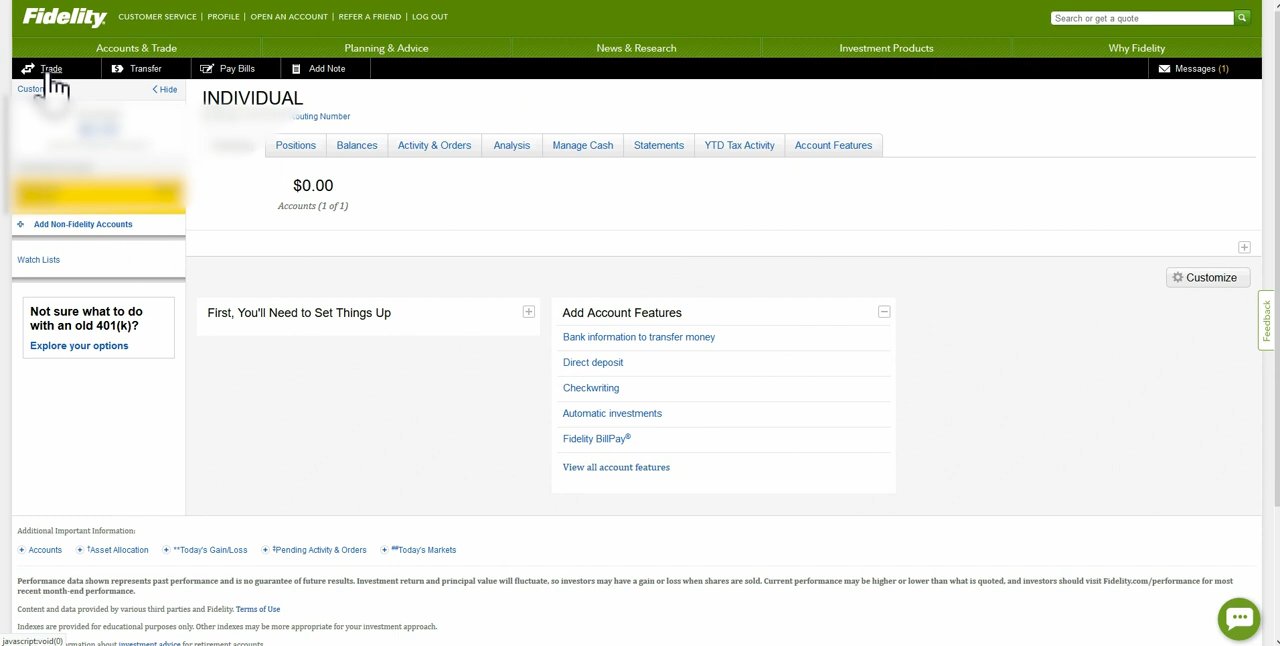 Fidelity CUSTOMER SERVICE | PROFILE | OPEN AN ACCOUNT | REFER A FRIEND | LOG OUT
Search or get a quote
Accounts & Trade Planning & Advice News & Research Investment Products Why Fidelity
Trade Transfer Pay Bills Add Note Messages (1)
Hide
INDIVIDUAL
Routing Number
Positions Balances Activity & Orders Analysis Manage Cash Statements YTD Tax Activity Account Features
$0.00
Accounts (1 of 1)
Add Non-Fidelity Accounts
Watch Lists
Customize
Not sure what to do
with an old 401(k)?
Explore your options
First, You'll Need to Set Things Up
Add Account Features
Bank information to transfer money
Direct deposit
Checkwriting
Automatic investments
Fidelity BillPay®
View all account features
Feedback
Additional Important Information:
Accounts †Asset Allocation **Today's Gain/Loss ‡Pending Activity & Orders ##Today's Markets
Performance data shown represents past performance and is no guarantee of future results. Investment return and principal value will fluctuate, so investors may have a gain or loss when shares are sold. Current performance may be higher or lower than what is quoted, and investors should visit Fidelity.com/performance for most
recent month-end performance.
Content and data provided by various third parties and Fidelity. Terms of Use
Indexes are provided for educational purposes only. Other indexes may be more appropriate for your investment approach.
javascript:void(0) about investment advice for retirement accounts